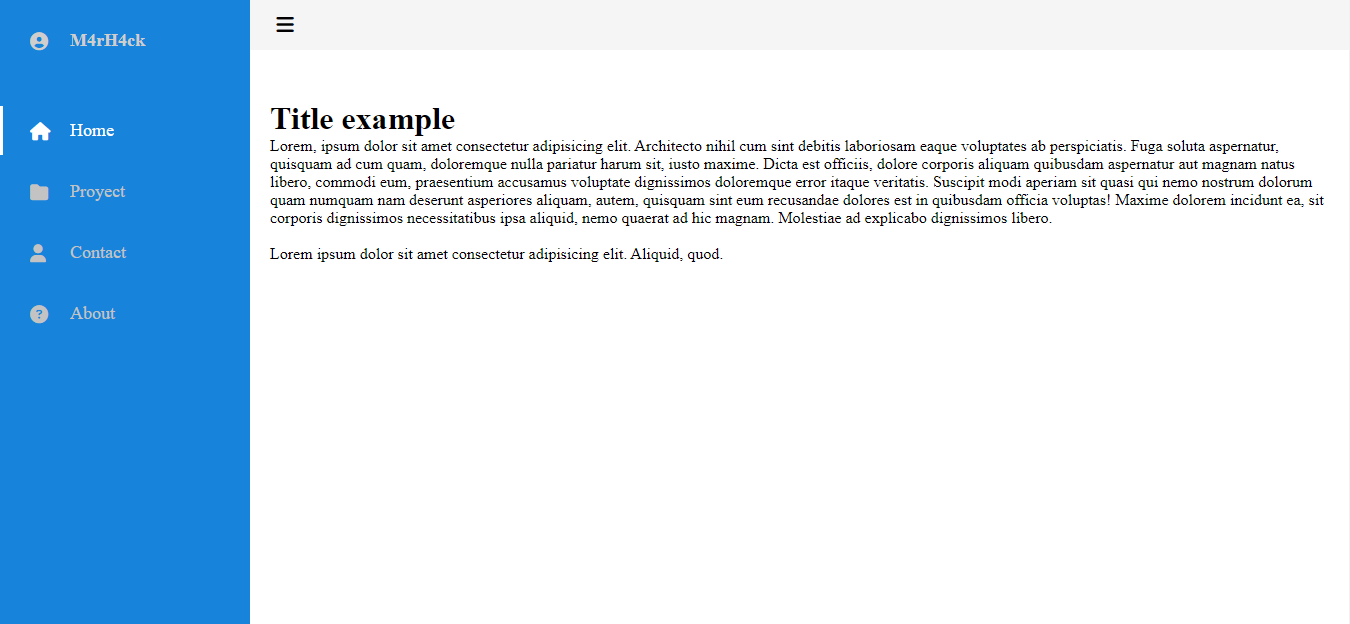 M4rH4ck
Home
Proyect
Contact
About
Title example
Lorem, ipsum dolor sit amet consectetur adipisicing elit. Architecto nihil cum sint debitis laboriosam eaque voluptates ab perspiciatis. Fuga soluta aspernatur,
quisquam ad cum quam, doloremque nulla pariatur harum sit, iusto maxime. Dicta est officiis, dolore corporis aliquam quibusdam aspernatur aut magnam natus
libero, commodi eum, praesentium accusamus voluptate dignissimos doloremque error itaque veritatis. Suscipit modi aperiam sit quasi qui nemo nostrum dolorum
quam numquam nam deserunt asperiores aliquam, autem, quisquam sint eum recusandae dolores est in quibusdam officia voluptas! Maxime dolorem incidunt ea, sit
corporis dignissimos necessitatibus ipsa aliquid, nemo quaerat ad hic magnam. Molestiae ad explicabo dignissimos libero.
Lorem ipsum dolor sit amet consectetur adipisicing elit. Aliquid, quod.